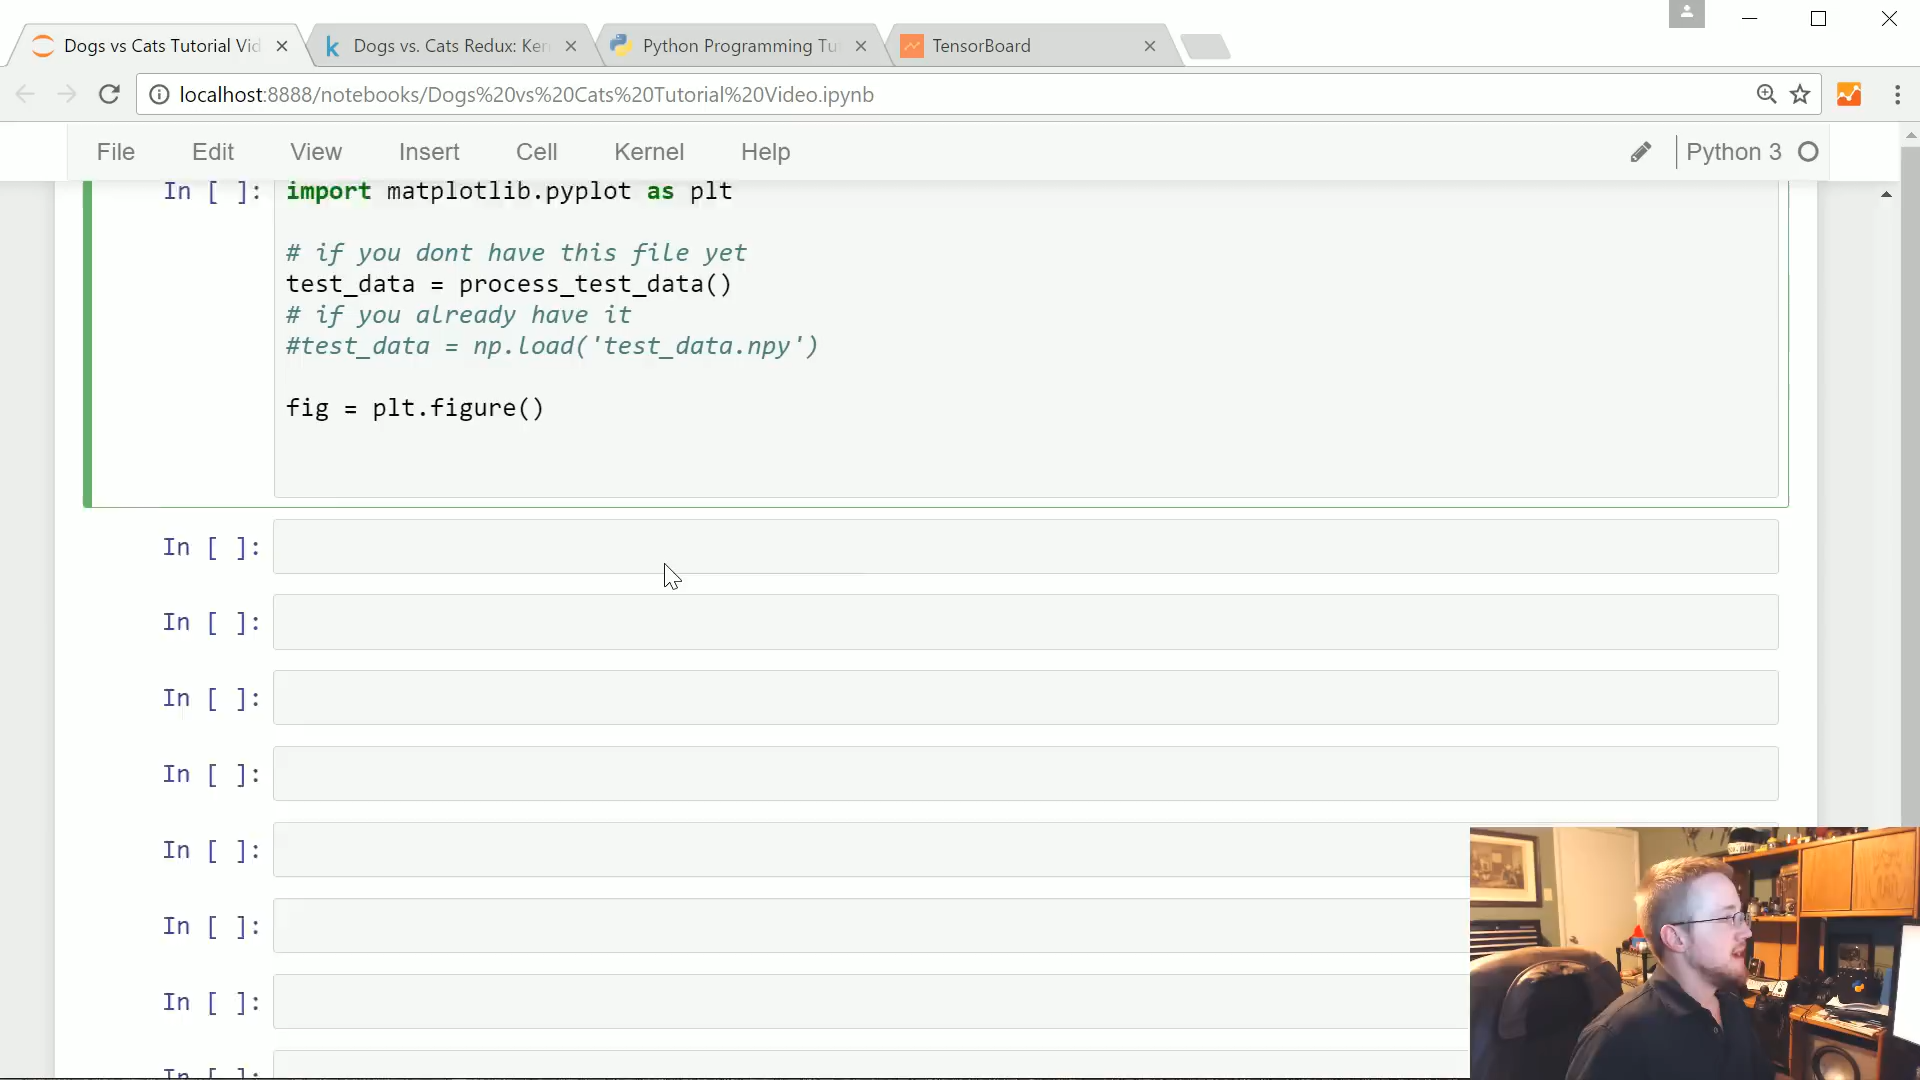 Dogs vs Cats Tutorial Vid
Dogs vs. Cats Redux: Ker
Python Programming Tu
TensorBoard
localhost:8888/notebooks/Dogs%20vs%20Cats%20Tutorial%20Video.ipynb
File Edit View Insert Cell Kernel Help Python 3
In [ ]: import matplotlib.pyplot as plt
# if you dont have this file yet
test_data = process_test_data()
# if you already have it
#test_data = np.load('test_data.npy')
fig = plt.figure()
In [ ]:
In [ ]:
In [ ]:
In [ ]:
In [ ]:
In [ ]:
In [ ]:
In [ ]: